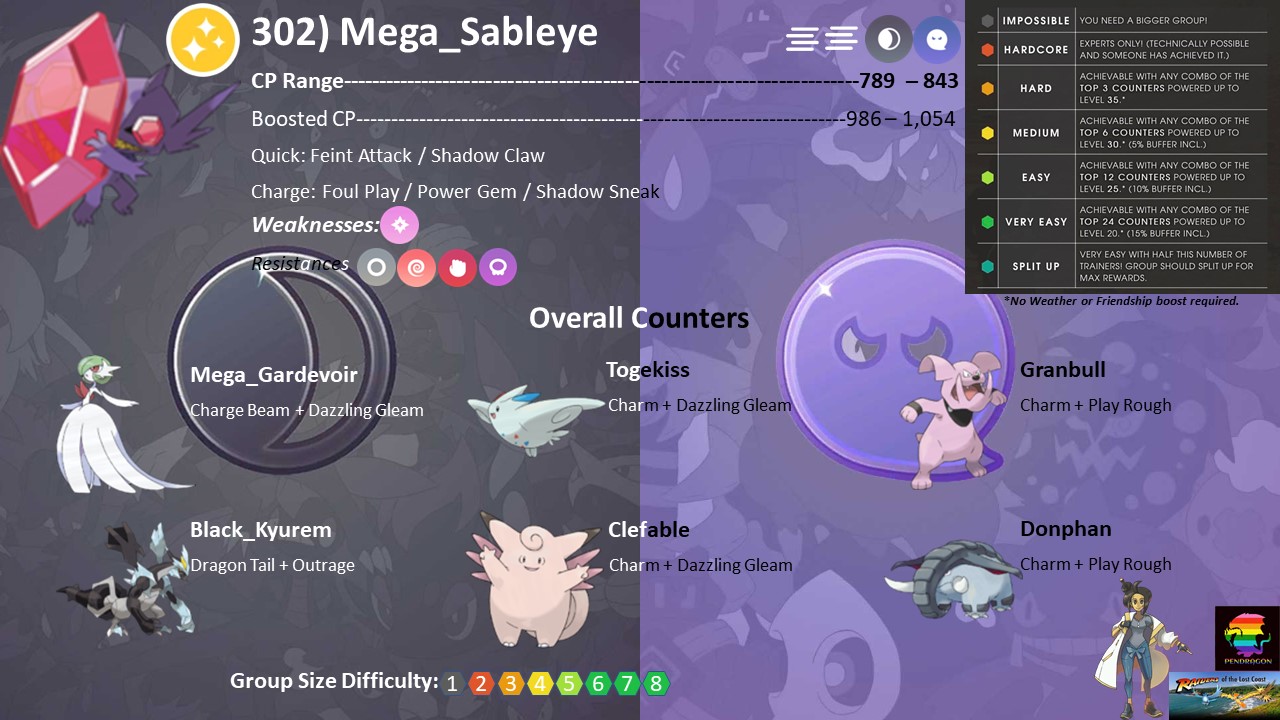 302) Mega_Sableye
CP Range--------------------------------------------------------------------------789 – 843
Boosted CP----------------------------------------------------------------------986 – 1,054
Quick: Feint Attack / Shadow Claw
Charge: Foul Play / Power Gem / Shadow Sneak
Weaknesses:
Resistances
IMPOSSIBLE YOU NEED A BIGGER GROUP!
HARDCORE EXPERTS ONLY! (TECHNICALLY POSSIBLE
AND SOMEONE HAS ACHIEVED IT.)
HARD ACHIEVABLE WITH ANY COMBO OF THE
TOP 3 COUNTERS POWERED UP TO
LEVEL 35.*
MEDIUM ACHIEVABLE WITH ANY COMBO OF THE
TOP 6 COUNTERS POWERED UP TO
LEVEL 30.* (5% BUFFER INCL.)
EASY ACHIEVABLE WITH ANY COMBO OF THE
TOP 12 COUNTERS POWERED UP TO
LEVEL 25.* (10% BUFFER INCL.)
VERY EASY ACHIEVABLE WITH ANY COMBO OF THE
TOP 24 COUNTERS POWERED UP TO
LEVEL 20.* (15% BUFFER INCL.)
SPLIT UP VERY EASY WITH HALF THIS NUMBER OF
TRAINERS! GROUP SHOULD SPLIT UP FOR
MAX REWARDS.
*No Weather or Friendship boost required.
Overall Counters
Mega_Gardevoir
Charge Beam + Dazzling Gleam
Togekiss
Charm + Dazzling Gleam
Granbull
Charm + Play Rough
Black_Kyurem
Dragon Tail + Outrage
Clefable
Charm + Dazzling Gleam
Donphan
Charm + Play Rough
Group Size Difficulty: 1 2 3 4 5 6 7 8
PENDROGON
RAIDERS of the Lost Coast